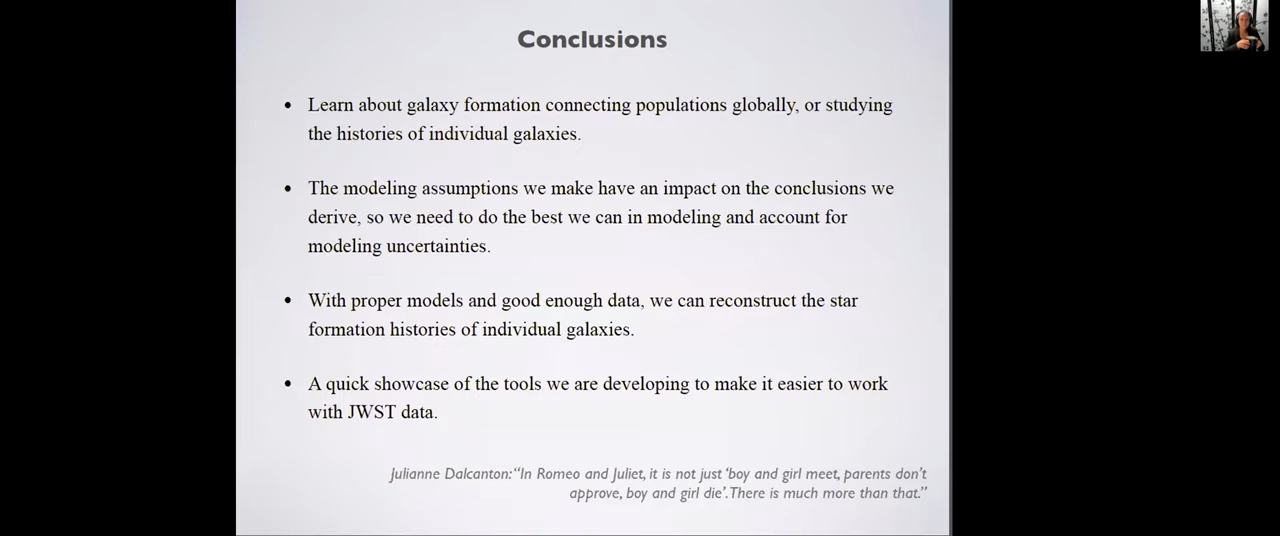 Conclusions
• Learn about galaxy formation connecting populations globally, or studying
the histories of individual galaxies.
• The modeling assumptions we make have an impact on the conclusions we
derive, so we need to do the best we can in modeling and account for
modeling uncertainties.
• With proper models and good enough data, we can reconstruct the star
formation histories of individual galaxies.
• A quick showcase of the tools we are developing to make it easier to work
with JWST data.
Julianne Dalcanton: “In Romeo and Juliet, it is not just ‘boy and girl meet, parents don’t
approve, boy and girl die’. There is much more than that.”